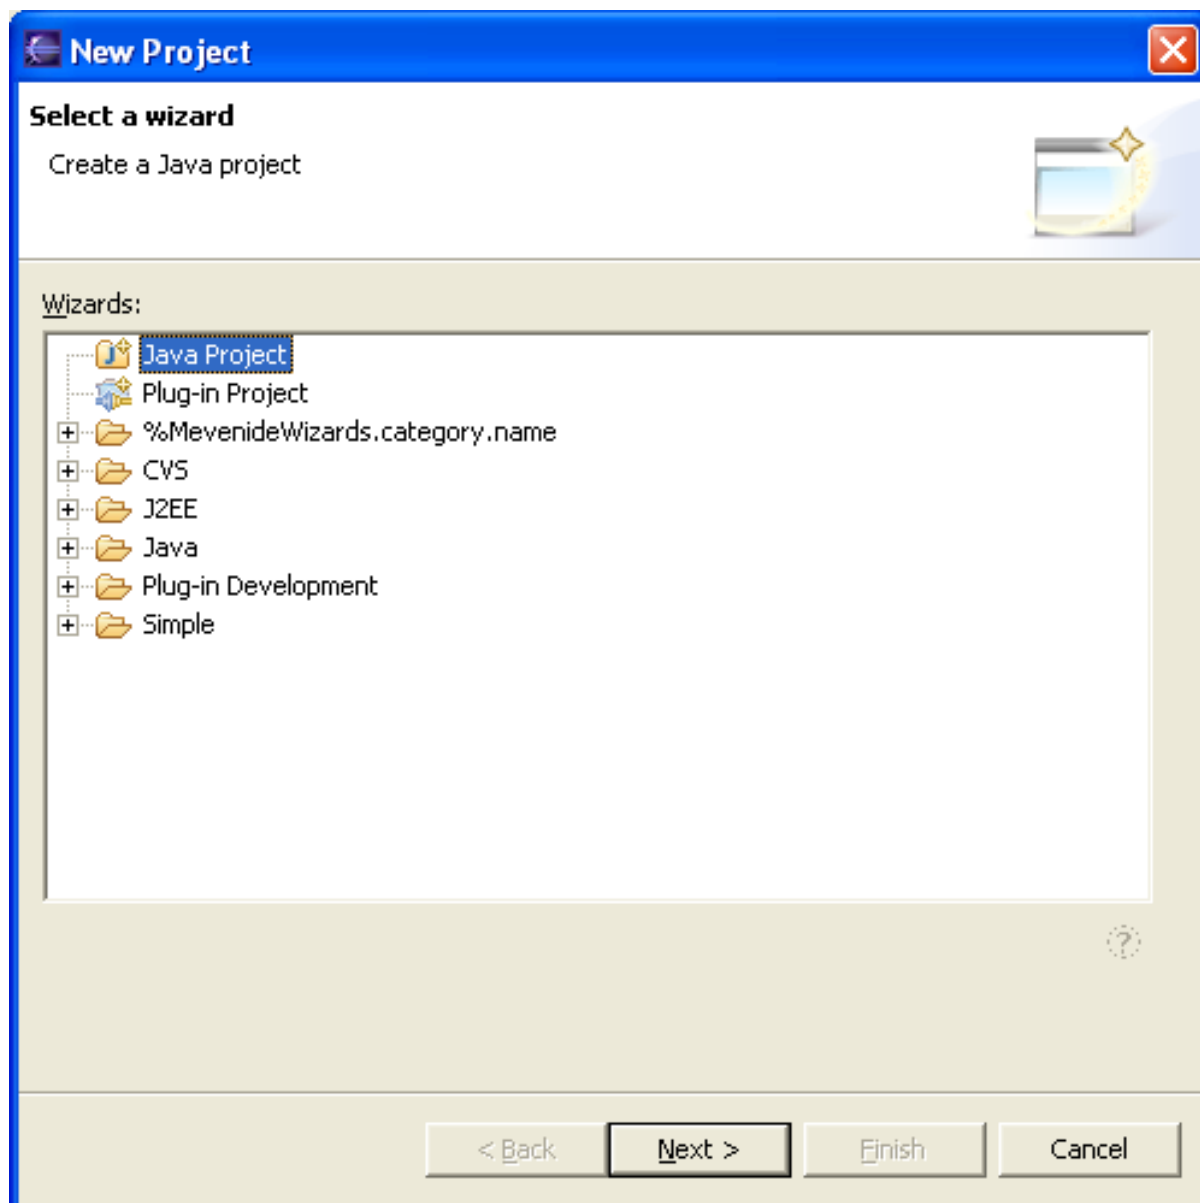 New Project
Select a wizard
Create a Java project
Wizards:
Java Project
Plug-in Project
%MevenideWizards.category.name
CVS
J2EE
Java
Plug-in Development
Simple
?
< Back Next > Finish Cancel